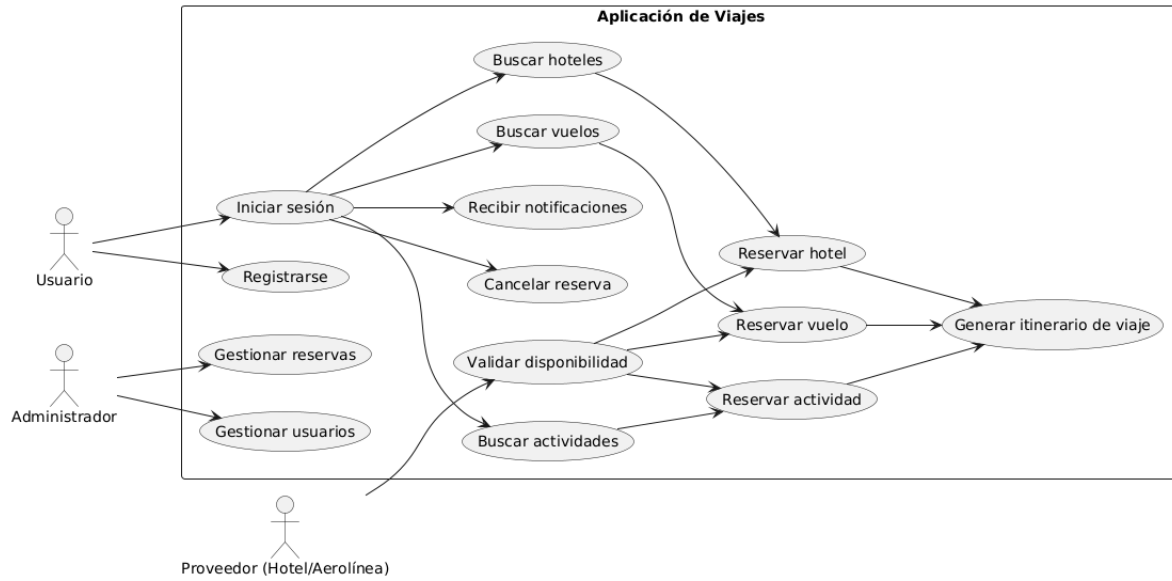 Aplicación de Viajes
Buscar hoteles
Buscar vuelos
Iniciar sesión
Recibir notificaciones
Usuario
Registrarse
Cancelar reserva
Reservar hotel
Reservar vuelo
Generar itinerario de viaje
Administrador
Gestionar reservas
Validar disponibilidad
Reservar actividad
Gestionar usuarios
Buscar actividades
Proveedor (Hotel/Aerolínea)